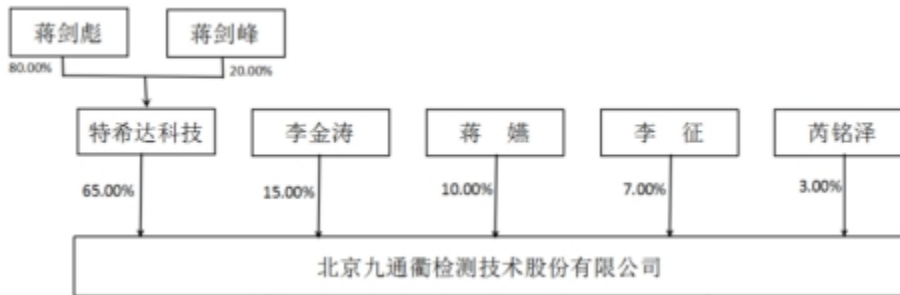 蒋剑彪 蒋剑峰
80.00% 20.00%
特希达科技 李金涛 蒋 嬿 李 征 芮铭泽
65.00% 15.00% 10.00% 7.00% 3.00%
北京九通衢检测技术股份有限公司